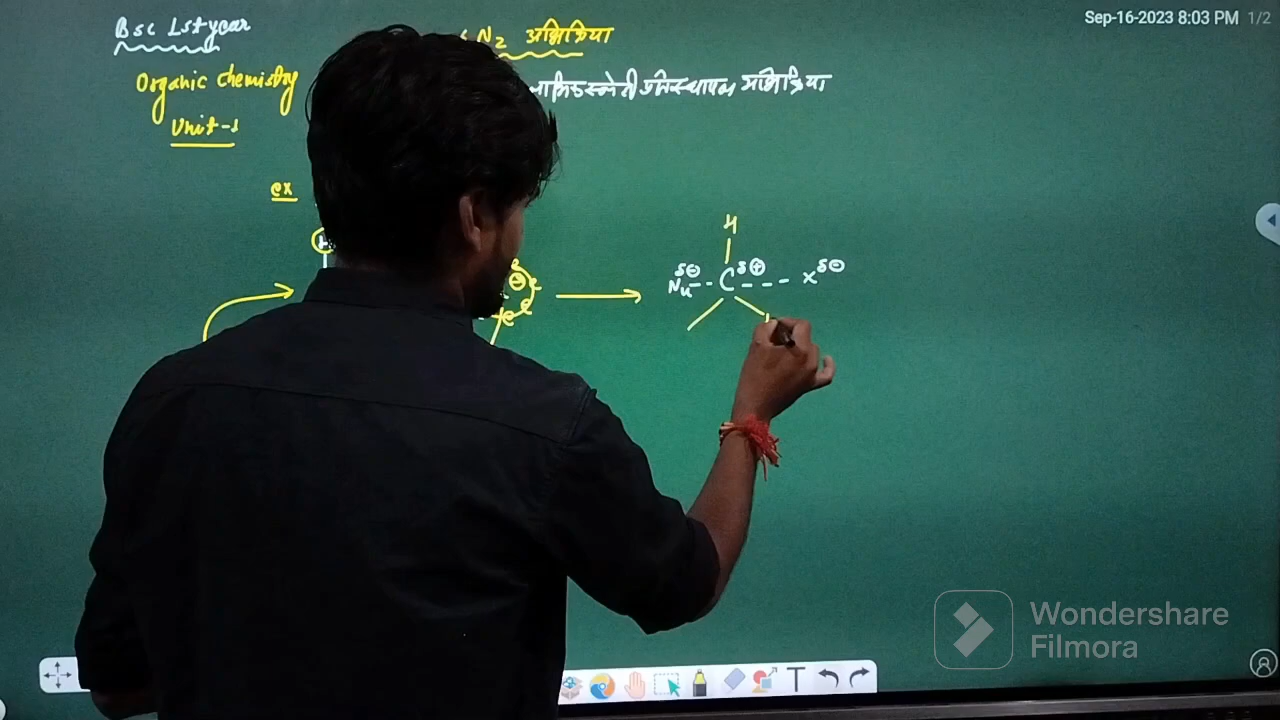 Bsc 1st year
N₂ अभिक्रिया
Organic chemistry
प्रतिस्थापन अभिक्रिया
Unit-1
ex
H
H
Nu δ⊖ C δ⊕ x δ⊖
⊖
Sep-16-2023 8:03 PM 1/2
T
Wondershare
Filmora